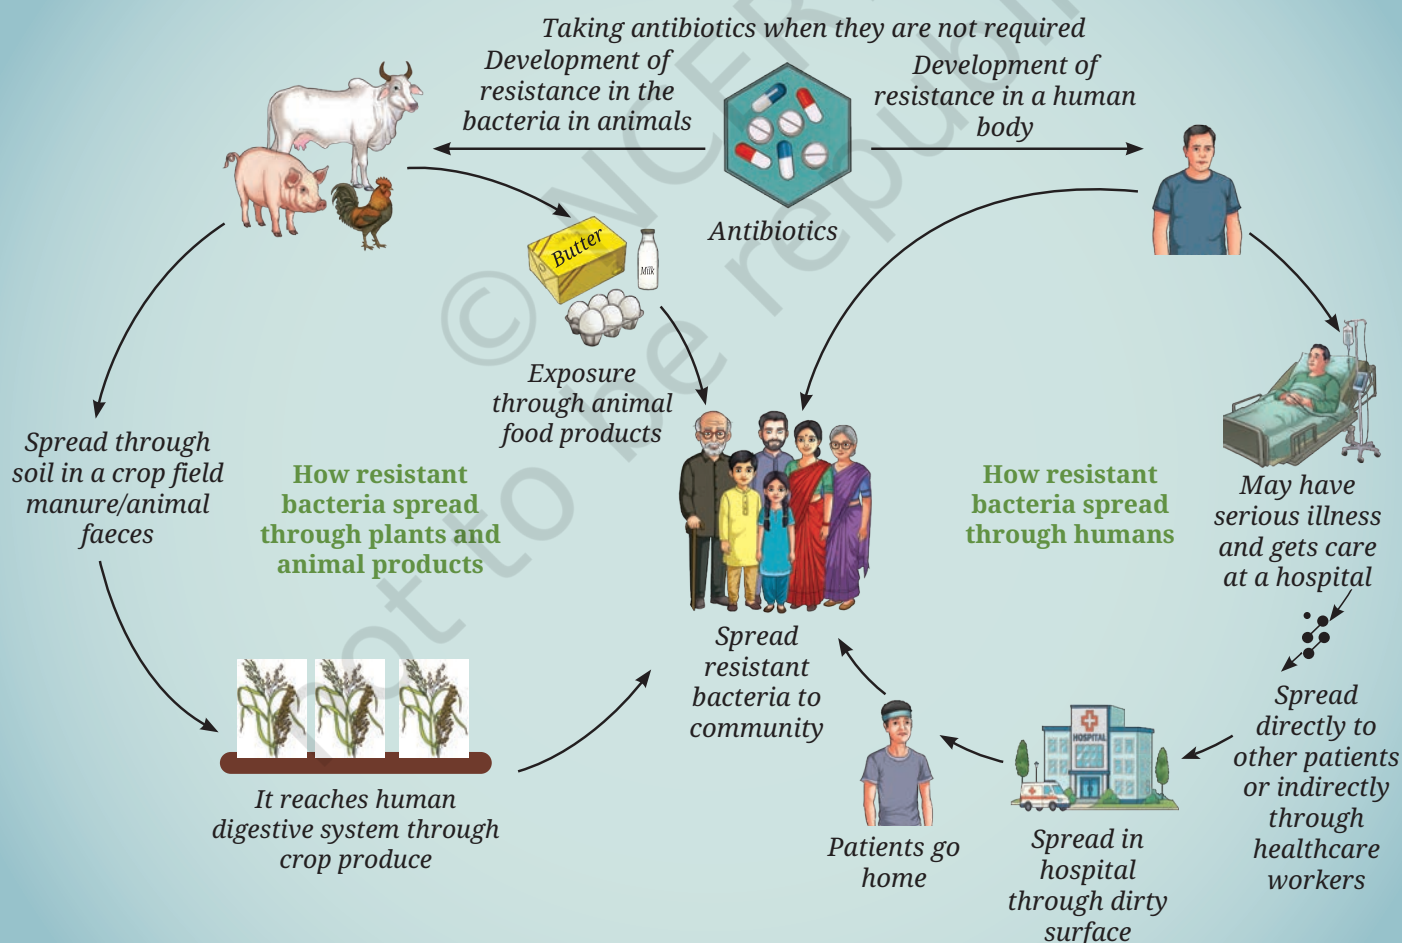 Taking antibiotics when they are not required
Development of
resistance in the
bacteria in animals
Development of
resistance in a human
body
Antibiotics
Butter
Milk
Exposure
through animal
food products
Spread through
soil in a crop field
manure/animal
faeces
How resistant
bacteria spread
through plants and
animal products
How resistant
bacteria spread
through humans
May have
serious illness
and gets care
at a hospital
Spread
resistant
bacteria to
community
Spread
directly to
other patients
or indirectly
through
healthcare
workers
HOSPITAL
It reaches human
digestive system through
crop produce
Patients go
home
Spread in
hospital
through dirty
surface
© NCER
not to be republi